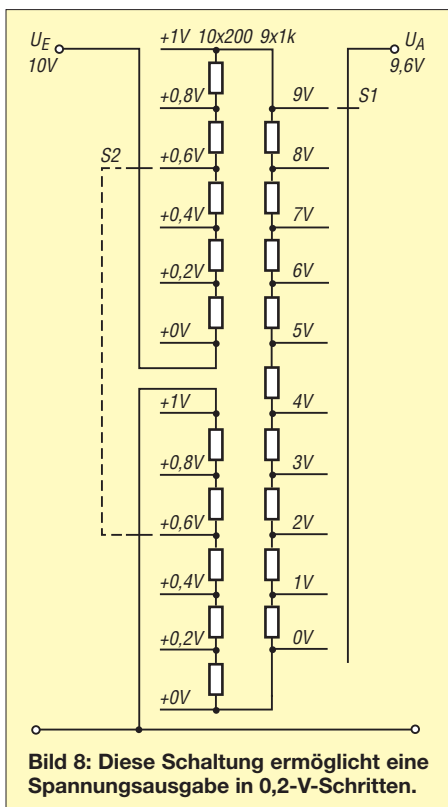 U_E
10V
+1V 10x200 9x1k
U_A
9,6V
+0,8V
9V
S1
S2
+0,6V
8V
+0,4V
7V
+0,2V
6V
+0V
5V
+1V
4V
+0,8V
3V
+0,6V
2V
+0,4V
1V
+0,2V
0V
+0V
Bild 8: Diese Schaltung ermöglicht eine
Spannungsausgabe in 0,2-V-Schritten.